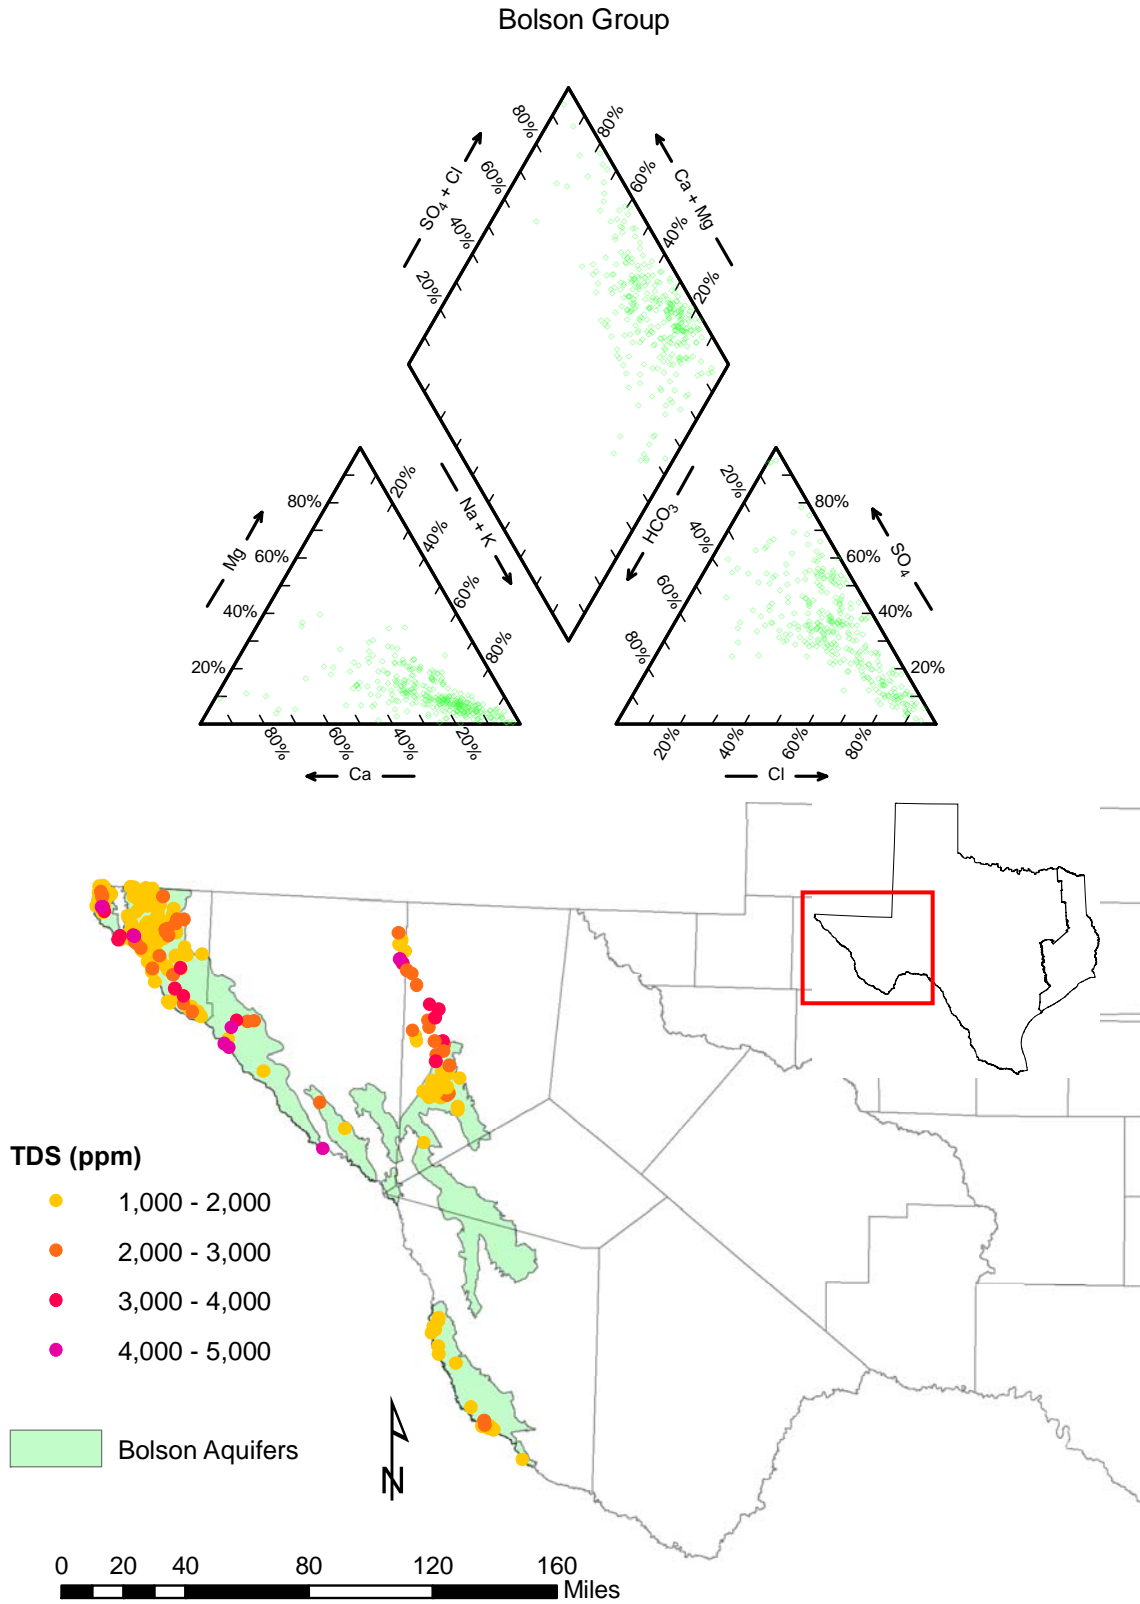 Bolson Group
80%
80%
SO4 + Cl
Ca + Mg
60%
60%
40%
40%
20%
20%
Na + K
HCO3
20%
20%
80%
80%
Mg
SO4
40%
40%
60%
60%
60%
60%
40%
40%
80%
80%
20%
20%
80%
60%
40%
20%
20%
40%
60%
80%
Ca
Cl
TDS (ppm)
1,000 - 2,000
2,000 - 3,000
3,000 - 4,000
4,000 - 5,000
Bolson Aquifers
N
0 20 40 80 120 160
Miles